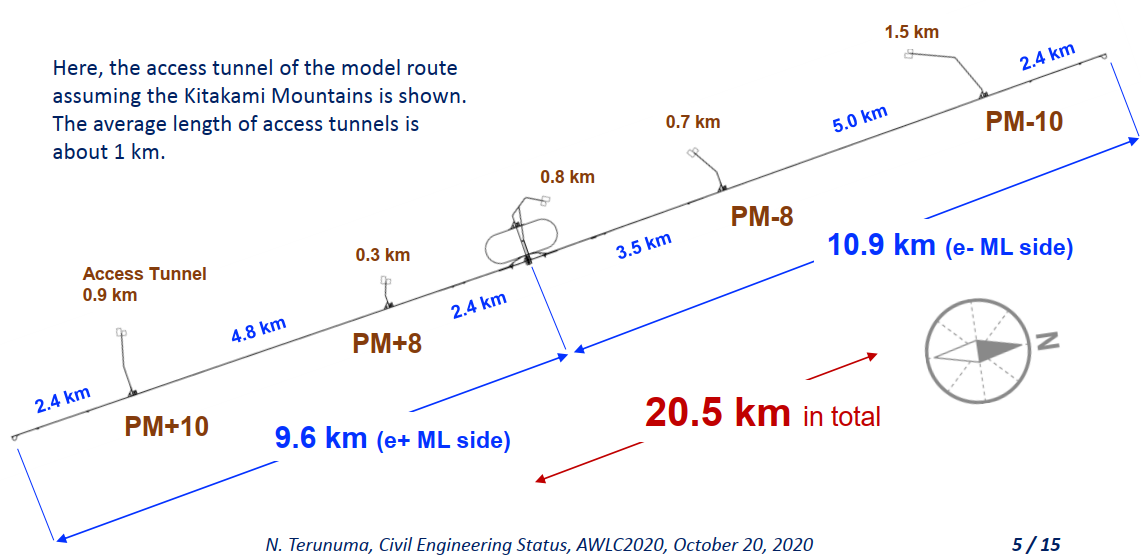 Here, the access tunnel of the model route
assuming the Kitakami Mountains is shown.
The average length of access tunnels is
about 1 km.
1.5 km
2.4 km
PM-10
5.0 km
0.7 km
PM-8
0.8 km
3.5 km
10.9 km (e- ML side)
0.3 km
2.4 km
PM+8
Access Tunnel
0.9 km
4.8 km
2.4 km
PM+10
9.6 km (e+ ML side)
20.5 km in total
N
N. Terunuma, Civil Engineering Status, AWLC2020, October 20, 2020
5 / 15